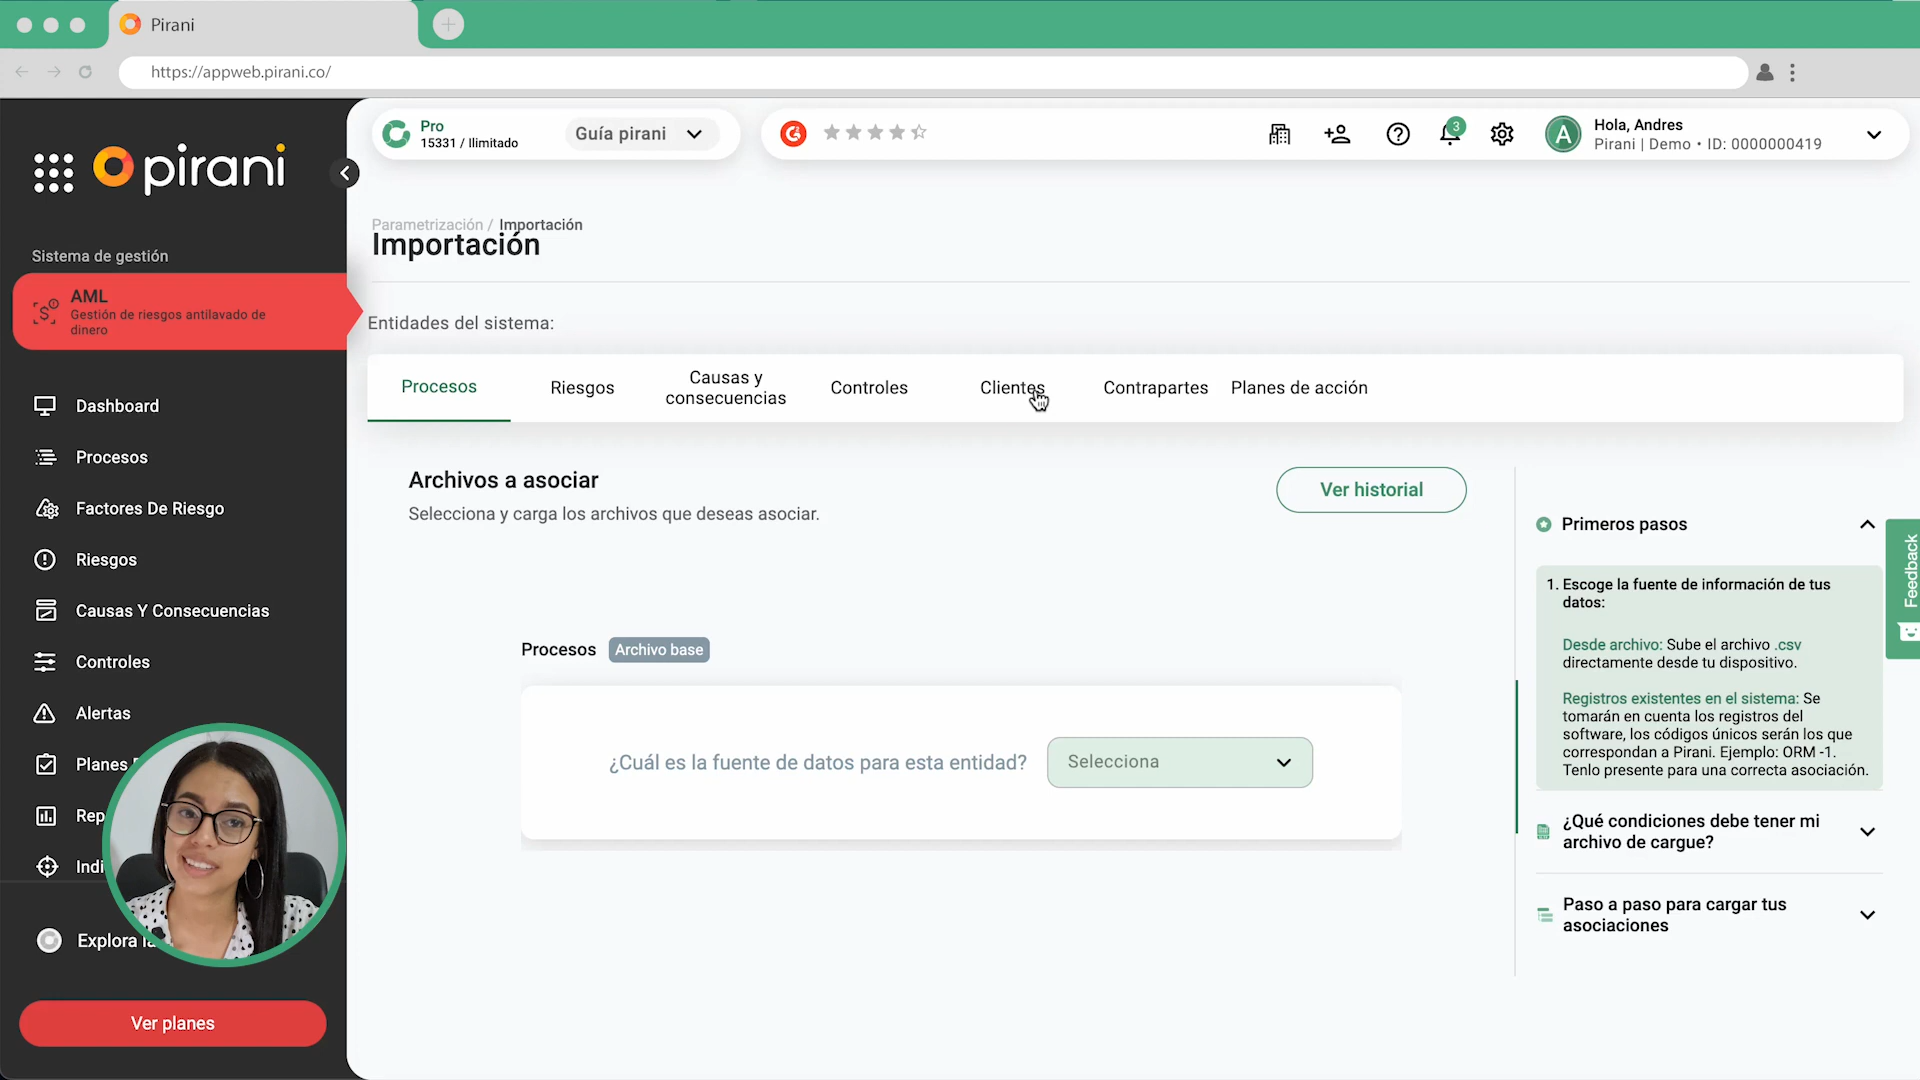 Pirani
https://appweb.pirani.co/
Pro
15331 / Ilimitado
Guía pirani
3
A
Hola, Andres
Pirani | Demo • ID: 0000000419
pirani
Sistema de gestión
AML
Gestión de riesgos antilavado de
dinero
Dashboard
Procesos
Factores De Riesgo
Riesgos
Causas Y Consecuencias
Controles
Alertas
Planes
Rep
Indi
Explora la
Ver planes
Parametrización / Importación
Importación
Entidades del sistema:
Procesos
Riesgos
Causas y
consecuencias
Controles
Clientes
Contrapartes
Planes de acción
Archivos a asociar
Selecciona y carga los archivos que deseas asociar.
Ver historial
Procesos
Archivo base
¿Cuál es la fuente de datos para esta entidad?
Selecciona
Primeros pasos
1. Escoge la fuente de información de tus
datos:
Desde archivo: Sube el archivo .csv
directamente desde tu dispositivo.
Registros existentes en el sistema: Se
tomarán en cuenta los registros del
software, los códigos únicos serán los que
correspondan a Pirani. Ejemplo: ORM -1.
Tenlo presente para una correcta asociación.
¿Qué condiciones debe tener mi
archivo de cargue?
Paso a paso para cargar tus
asociaciones
Feedback